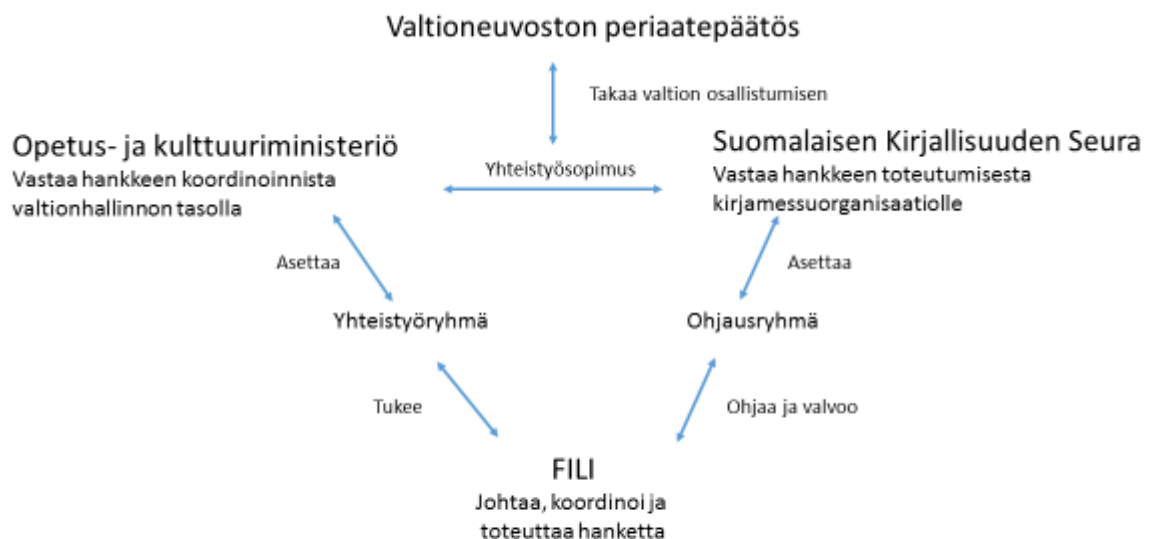 Valtioneuvoston periaatepäätös
Takaa valtion osallistumisen
Opetus- ja kulttuuriministeriö
Vastaa hankkeen koordinoinnista
valtionhallinnon tasolla
Yhteistyösopimus
Suomalaisen Kirjallisuuden Seura
Vastaa hankkeen toteutumisesta
kirjamessuorganisaatiolle
Asettaa
Asettaa
Yhteistyöryhmä
Ohjausryhmä
Tukee
Ohjaa ja valvoo
FILI
Johtaa, koordinoi ja
toteuttaa hanketta